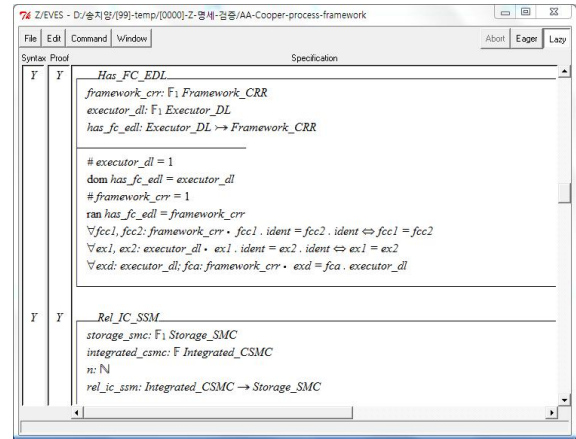 Z/EVES - D:/송지양/[99]-temp/[0000]-Z-명세-검증/AA-Cooper-process-framework
File Edit Command Window Abort Eager Lazy
Syntax Proof Specification
Y Y Has_FC_EDL
framework_crr: 𝔽₁ Framework_CRR
executor_dl: 𝔽₁ Executor_DL
has_fc_edl: Executor_DL ↣ Framework_CRR
# executor_dl = 1
dom has_fc_edl = executor_dl
# framework_crr = 1
ran has_fc_edl = framework_crr
∀fcc1, fcc2: framework_crr • fcc1 . ident = fcc2 . ident ⇔ fcc1 = fcc2
∀ex1, ex2: executor_dl • ex1 . ident = ex2 . ident ⇔ ex1 = ex2
∀exd: executor_dl; fca: framework_crr • exd = fca . executor_dl
Y Y Rel_IC_SSM
storage_smc: 𝔽₁ Storage_SMC
integrated_csmc: 𝔽 Integrated_CSMC
n: ℕ
rel_ic_ssm: Integrated_CSMC → Storage_SMC